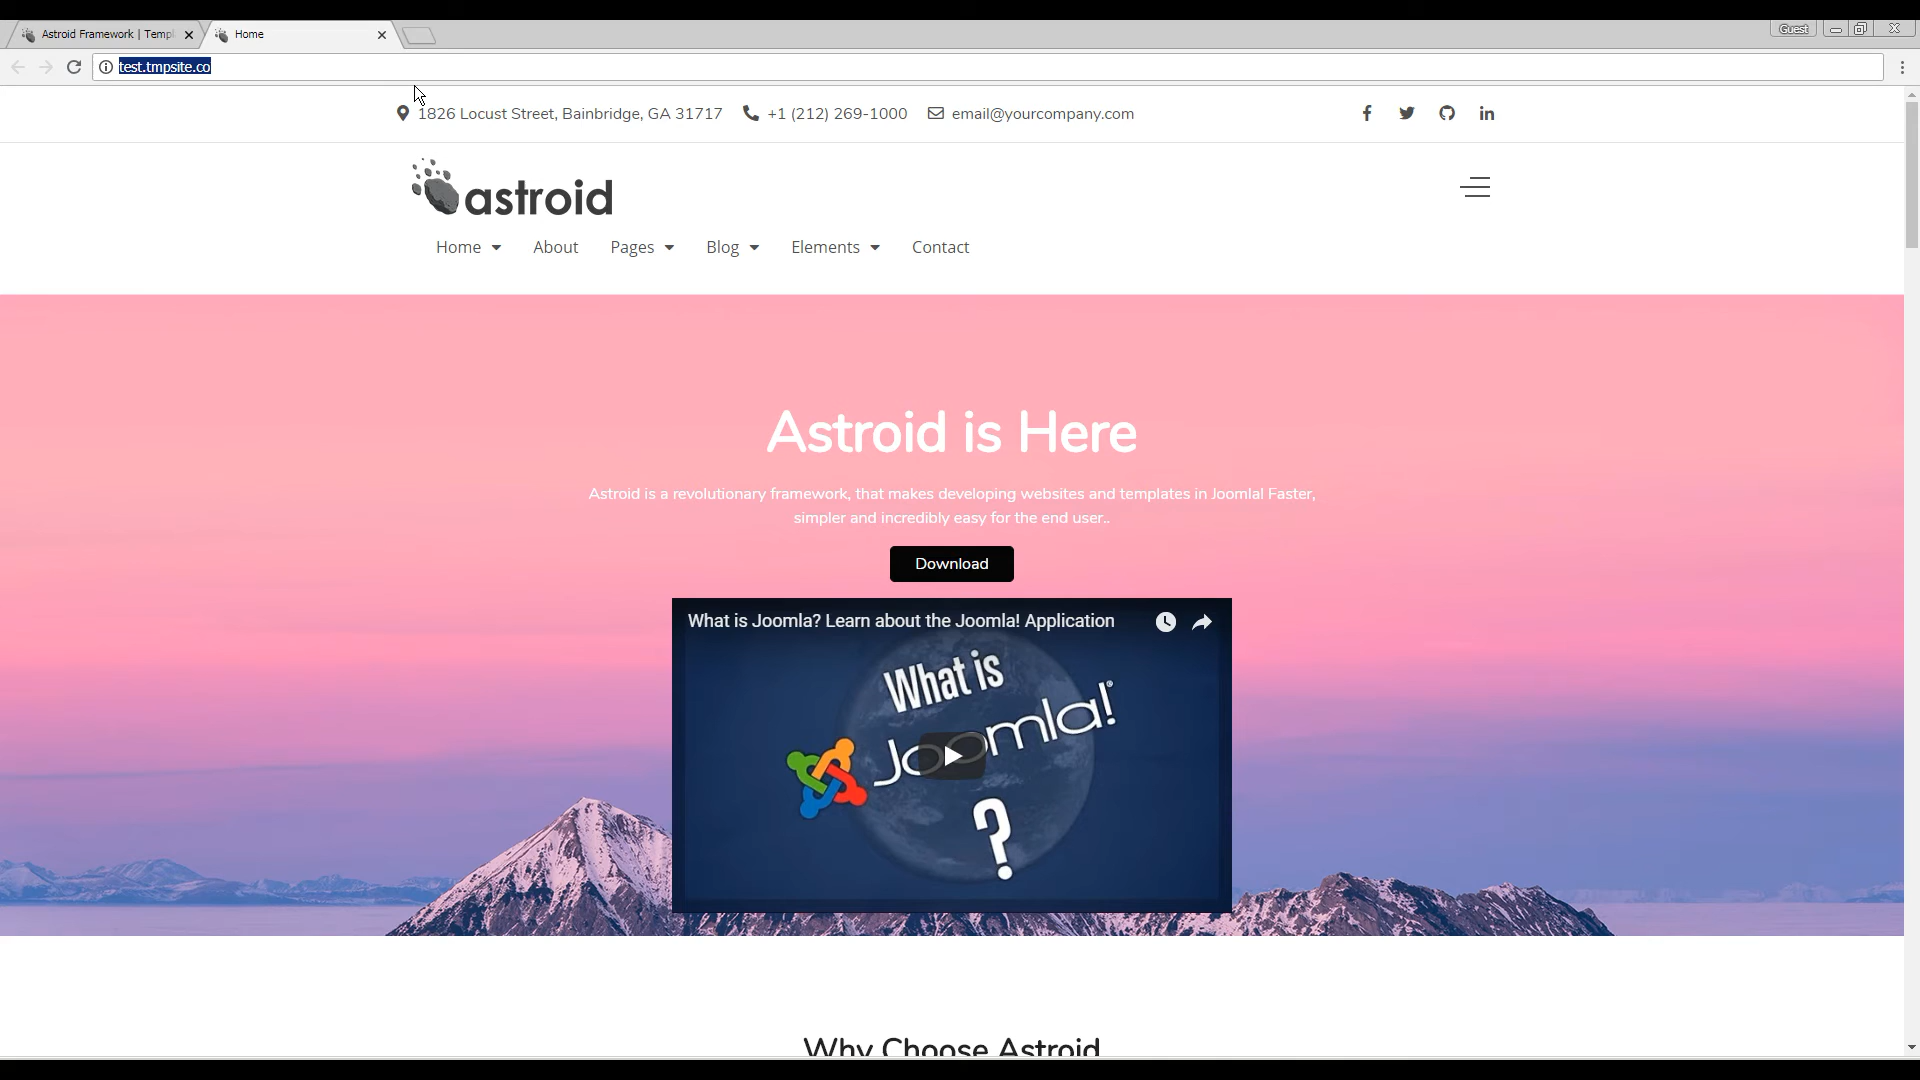 Astroid Framework | Templ
Home
Guest
test.tmpsite.co
1826 Locust Street, Bainbridge, GA 31717
+1 (212) 269-1000
email@yourcompany.com
astroid
Home
About
Pages
Blog
Elements
Contact
Astroid is Here
Astroid is a revolutionary framework, that makes developing websites and templates in Joomla! Faster,
simpler and incredibly easy for the end user..
Download
What is Joomla? Learn about the Joomla! Application
What is
Joomla!®
?
Why Choose Astroid